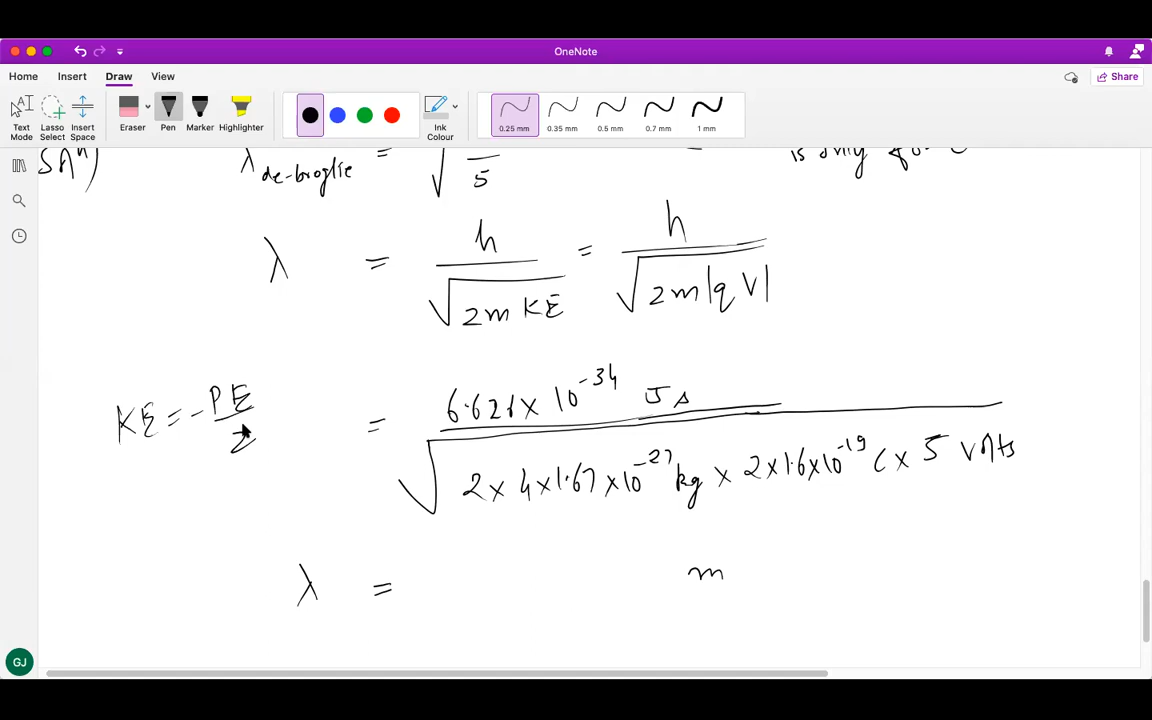 OneNote
Home Insert Draw View
Share
Text Mode Lasso Select Insert Space Eraser Pen Marker Highlighter Ink Colour 0.25 mm 0.35 mm 0.5 mm 0.7 mm 1 mm
λ de-broglie = √ 5 is only for e
λ = h / √2m KE = h / √2m|qV|
KE = -PE/2 = 6.626 × 10⁻³⁴ Js / √2 × 4 × 1.67 × 10⁻²⁷ kg × 2 × 1.6 × 10⁻¹⁹ C × 5 volts
λ = m
GJ